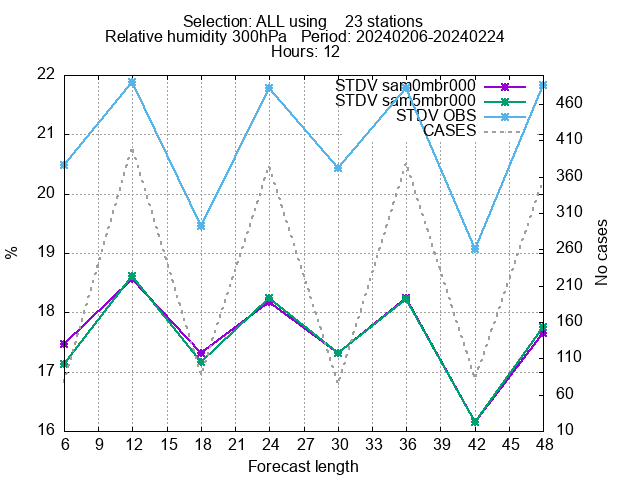 Selection: ALL using    23 stations
Relative humidity 300hPa   Period: 20240206-20240224
Hours: 12
STDV sam0mbr000
STDV sam5mbr000
STDV OBS
CASES
22
21
20
19
18
17
16
%
460
410
360
310
260
210
160
110
60
10
No cases
6 9 12 15 18 21 24 27 30 33 36 39 42 45 48
Forecast length